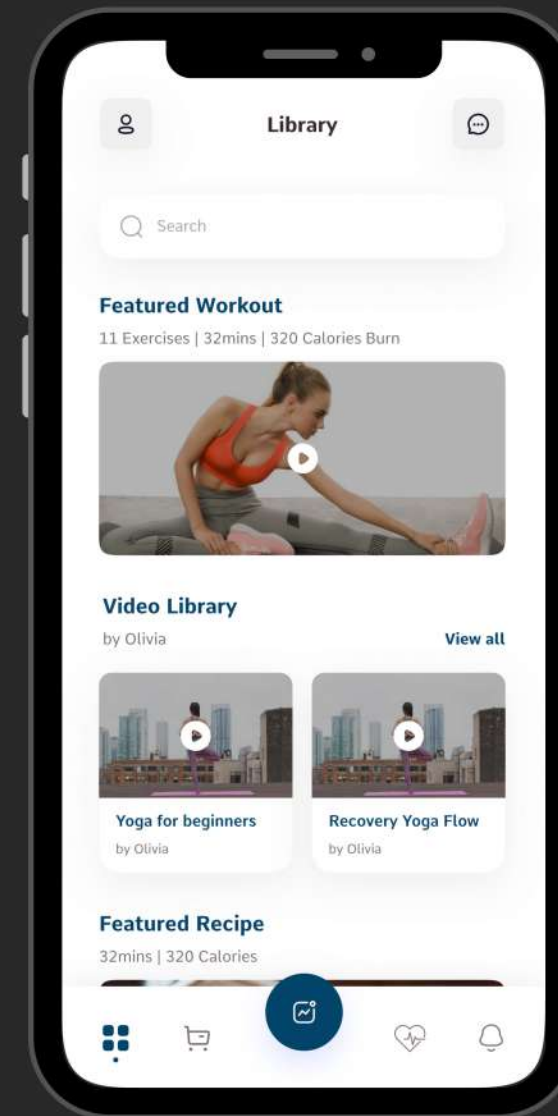 Library
Search
Featured Workout
11 Exercises | 32mins | 320 Calories Burn
Video Library
by Olivia
View all
Yoga for beginners
by Olivia
Recovery Yoga Flow
by Olivia
Featured Recipe
32mins | 320 Calories